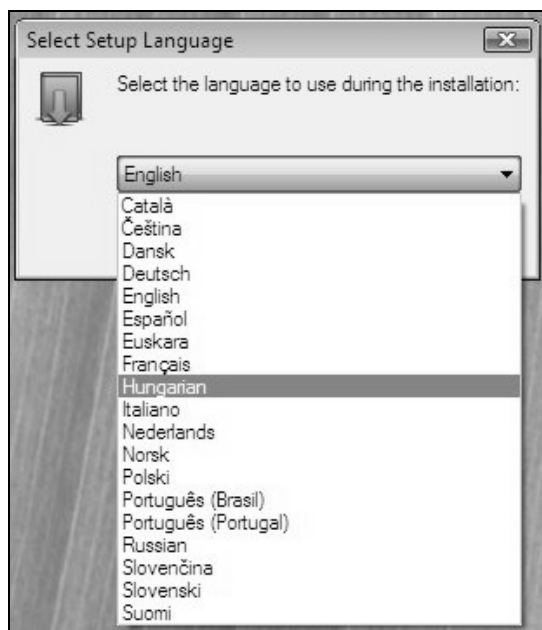 Select Setup Language
Select the language to use during the installation:
English
Català
Čeština
Dansk
Deutsch
English
Español
Euskara
Français
Hungarian
Italiano
Nederlands
Norsk
Polski
Português (Brasil)
Português (Portugal)
Russian
Slovenčina
Slovenski
Suomi